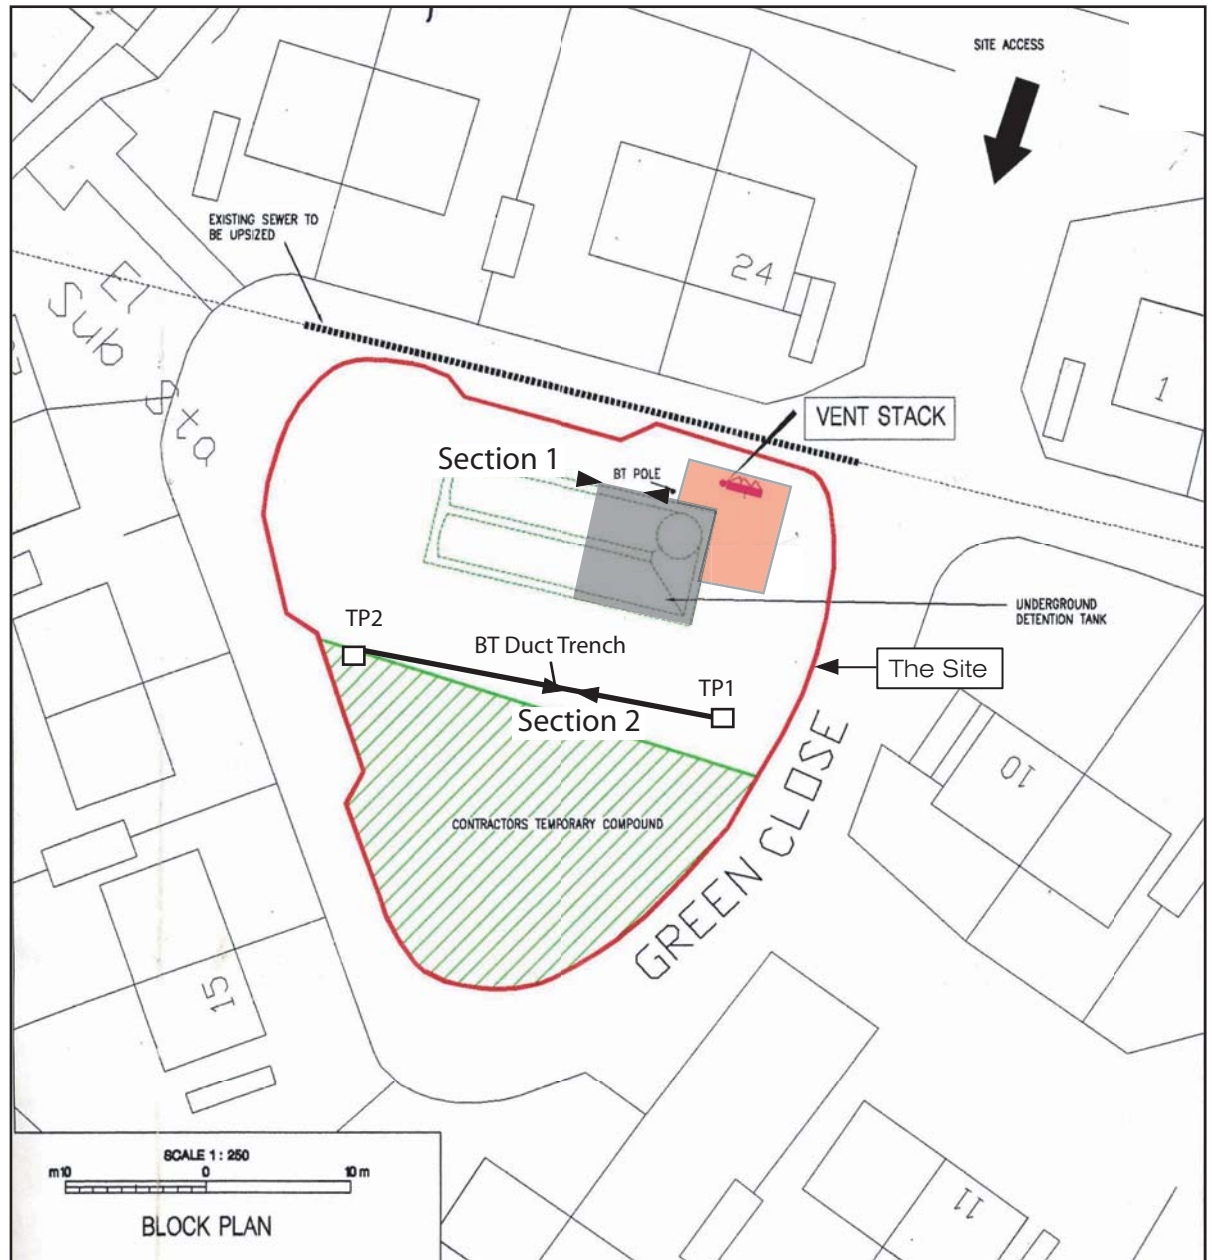 SITE ACCESS
EXISTING SEWER TO
BE UPSIZED
24
Sub Sta
1
VENT STACK
Section 1
BT POLE
UNDERGROUND
DETENTION TANK
TP2
BT Duct Trench
The Site
TP1
Section 2
10
CONTRACTORS TEMPORARY COMPOUND
GREEN CLOSE
15
11
SCALE 1 : 250
m10 0 10 m
BLOCK PLAN